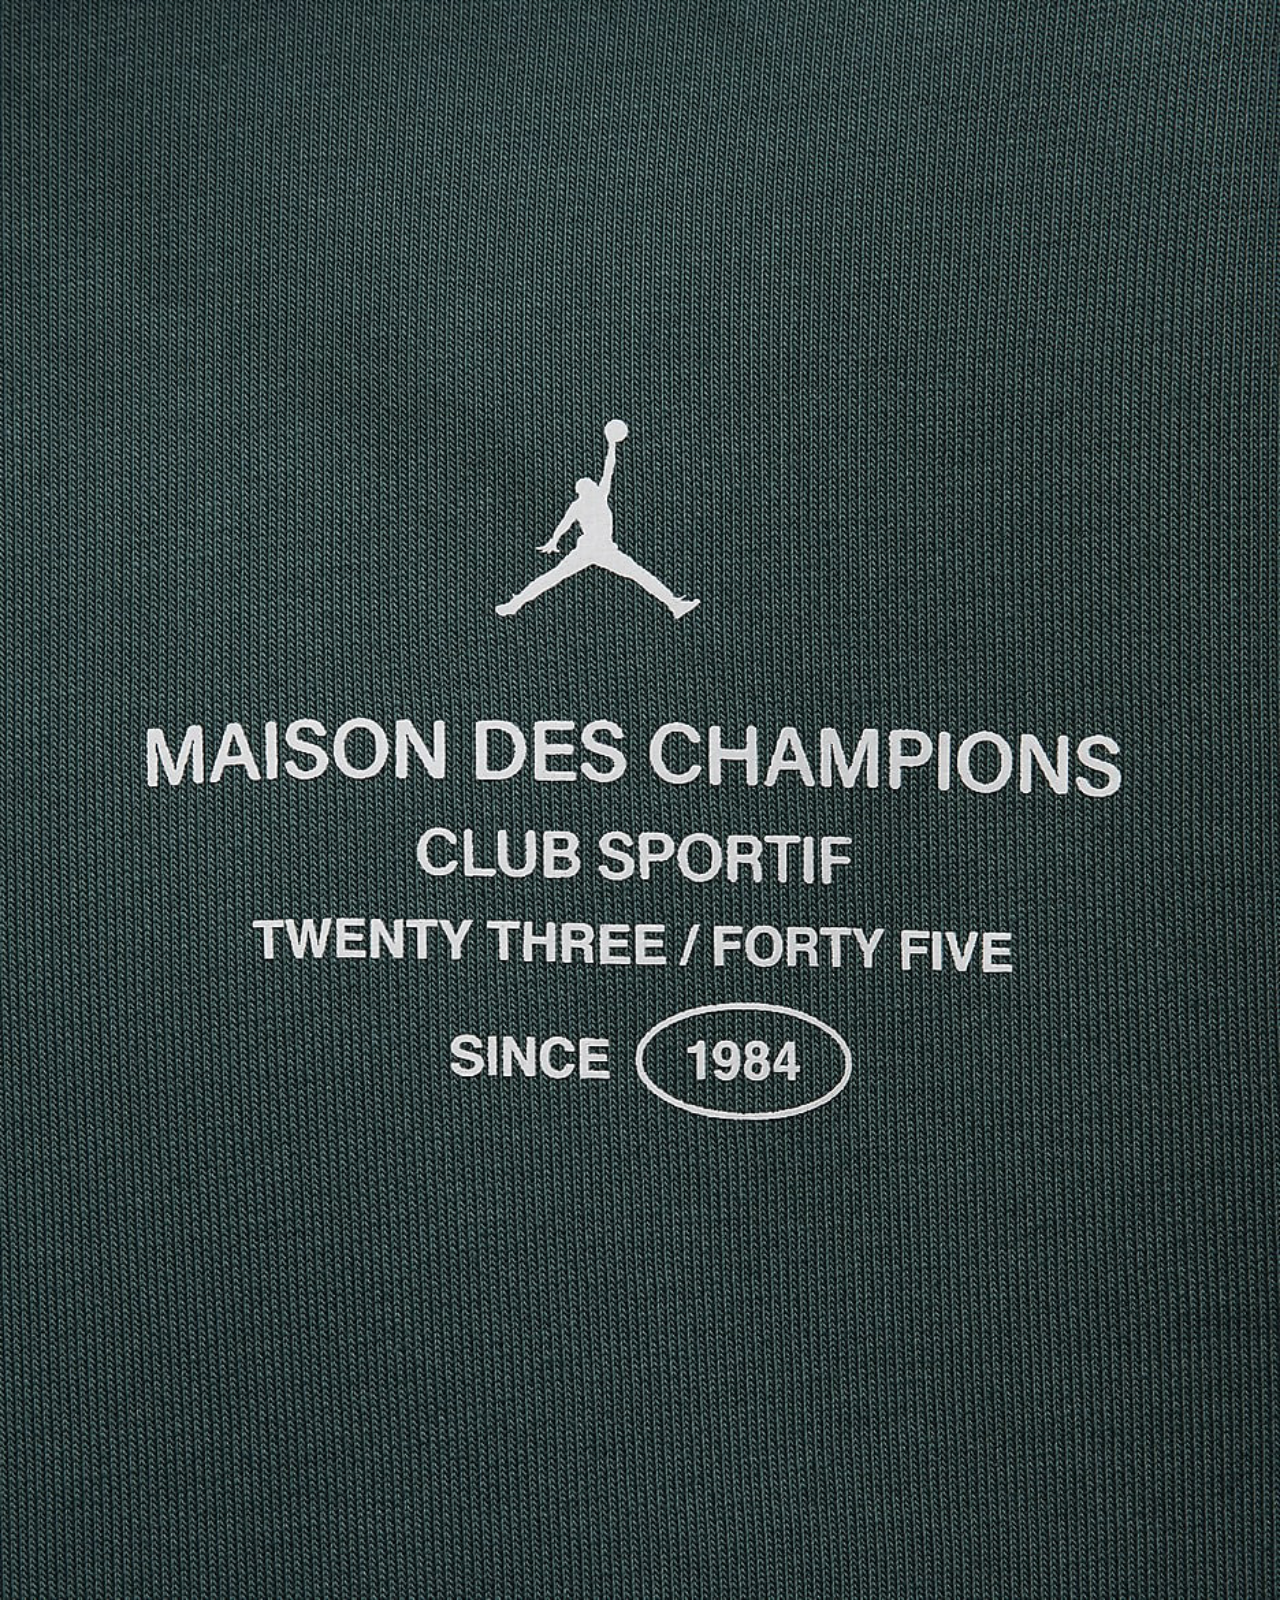 MAISON DES CHAMPIONS
CLUB SPORTIF
TWENTY THREE / FORTY FIVE
SINCE 1984